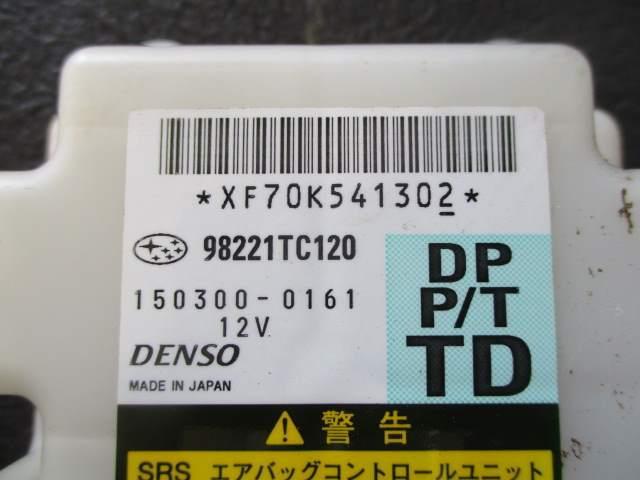 *XF70K541302*
98221TC120
DP
P/T
TD
150300-0161
12V
DENSO
MADE IN JAPAN
警告
SRS エアバッグコントロールユニット